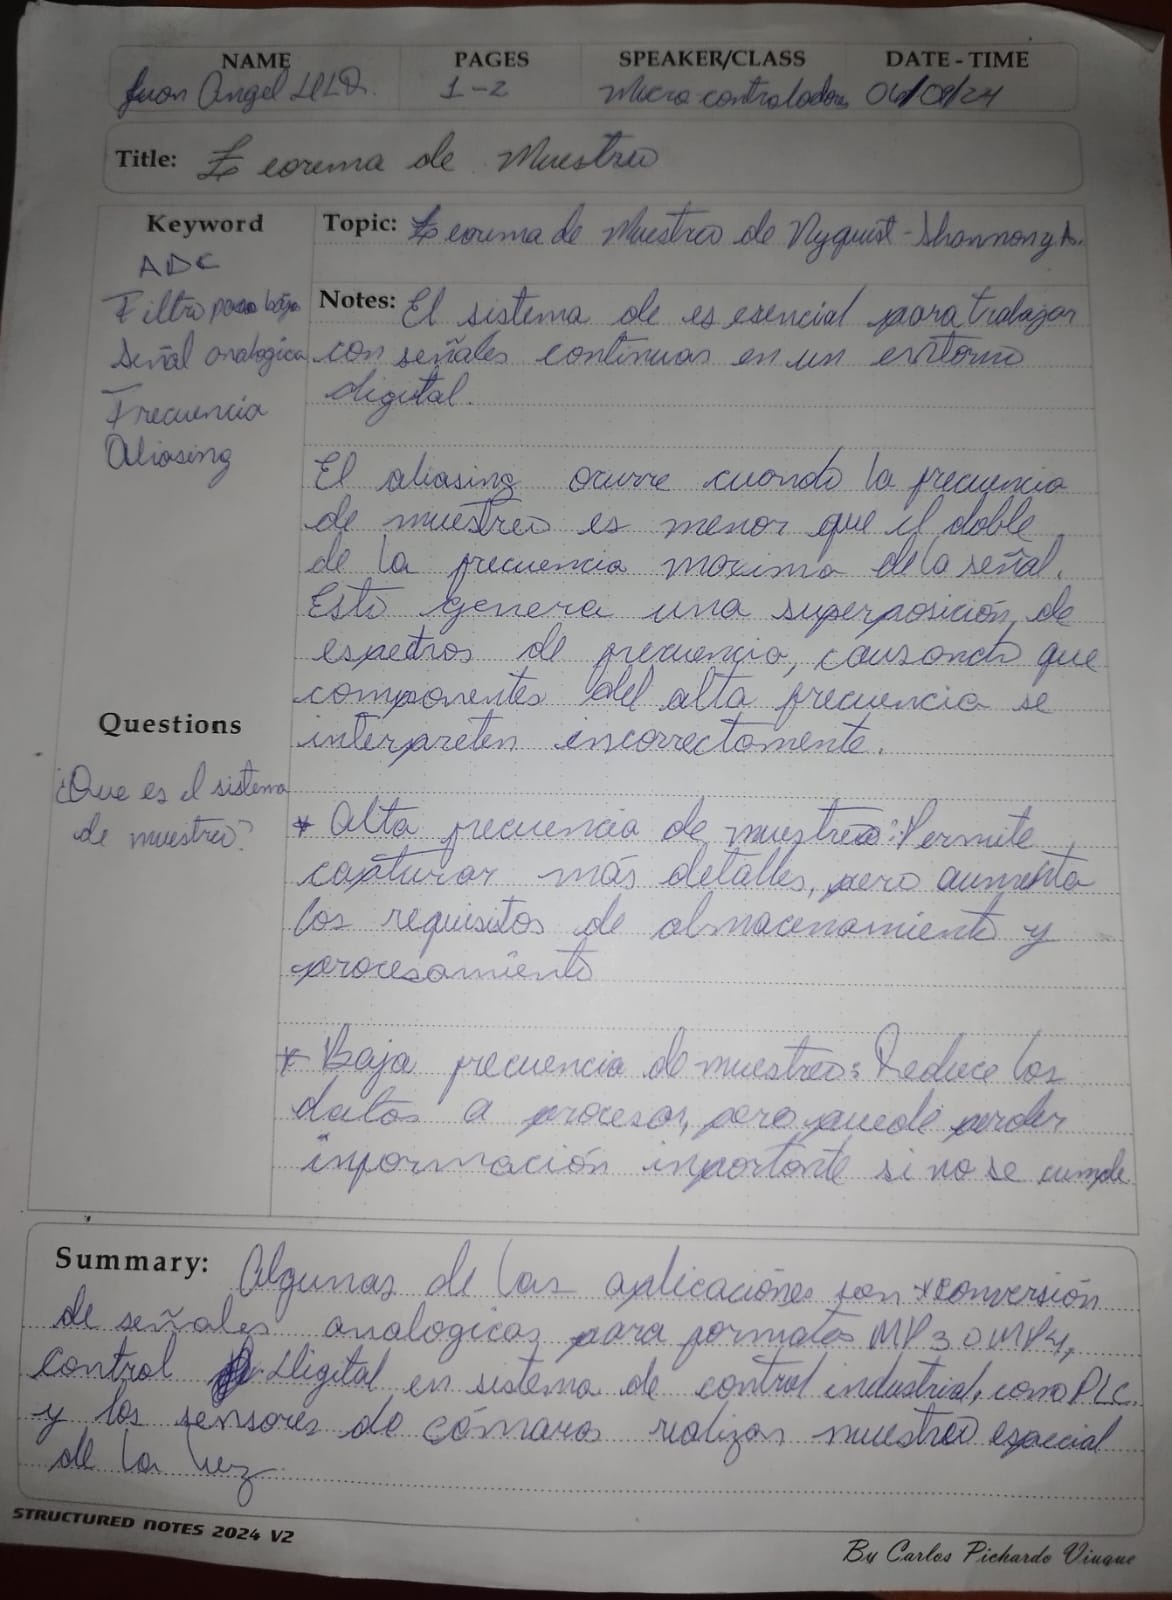 NAME PAGES SPEAKER/CLASS DATE - TIME
Juan Angel 1-2 Micro controladores 04/09/24
Title: Teorema de Muestreo
Keyword
ADC
Filtro paso bajo
Señal analogica
Frecuencia
Aliasing
Questions
¿Que es el sistema
de muestreo?
Topic: Teorema de Muestreo de Nyquist-Shannon y A.
Notes: El sistema de es esencial para trabajar
con señales continuas en un entorno
digital.
El aliasing ocurre cuando la frecuencia
de muestreo es menor que el doble
de la frecuencia maxima de la señal.
Esto genera una superposición de
espectros de frecuencia, causando que
componentes del alta frecuencia se
interpreten incorrectamente.
* Alta frecuencia de muestreo: Permite
capturar más detalles, pero aumenta
los requisitos de almacenamiento y
procesamiento
* Baja frecuencia de muestreo: Reduce los
datos a procesar, pero puede perder
información inportante si no se cumple
Summary: Algunas de las aplicaciónes son *conversión
de señales analogicas para formatos MP3 o MP4,
control Digital en sistema de control industrial, como PLC.
y los sensores de cámaras realizan muestreo especial
de la luz
STRUCTURED NOTES 2024 V2
By Carlos Pichardo Viuque